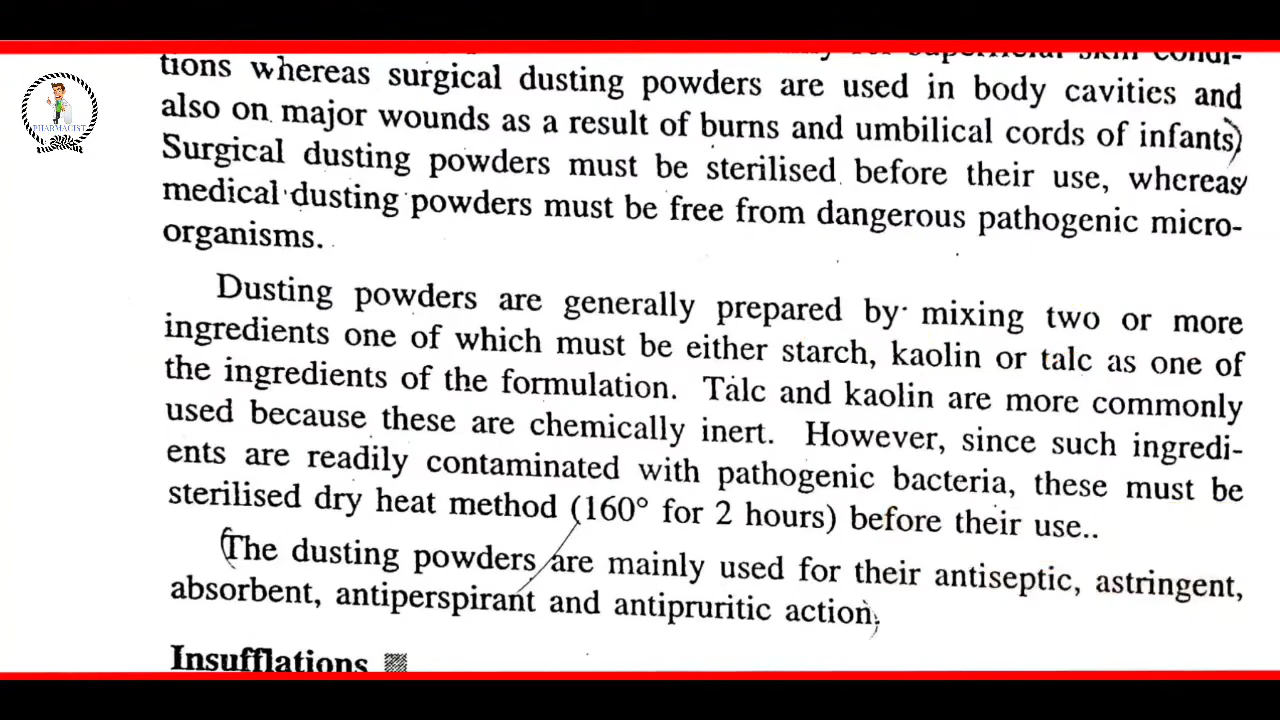 superficial skin condi-
tions whereas surgical dusting powders are used in body cavities and
also on major wounds as a result of burns and umbilical cords of infants)
Surgical dusting powders must be sterilised before their use, whereas
medical dusting powders must be free from dangerous pathogenic micro-
organisms.
Dusting powders are generally prepared by mixing two or more
ingredients one of which must be either starch, kaolin or talc as one of
the ingredients of the formulation. Talc and kaolin are more commonly
used because these are chemically inert. However, since such ingredi-
ents are readily contaminated with pathogenic bacteria, these must be
sterilised dry heat method (160° for 2 hours) before their use..
(The dusting powders are mainly used for their antiseptic, astringent,
absorbent, antiperspirant and antipruritic action.
Insufflations
PHARMACIST